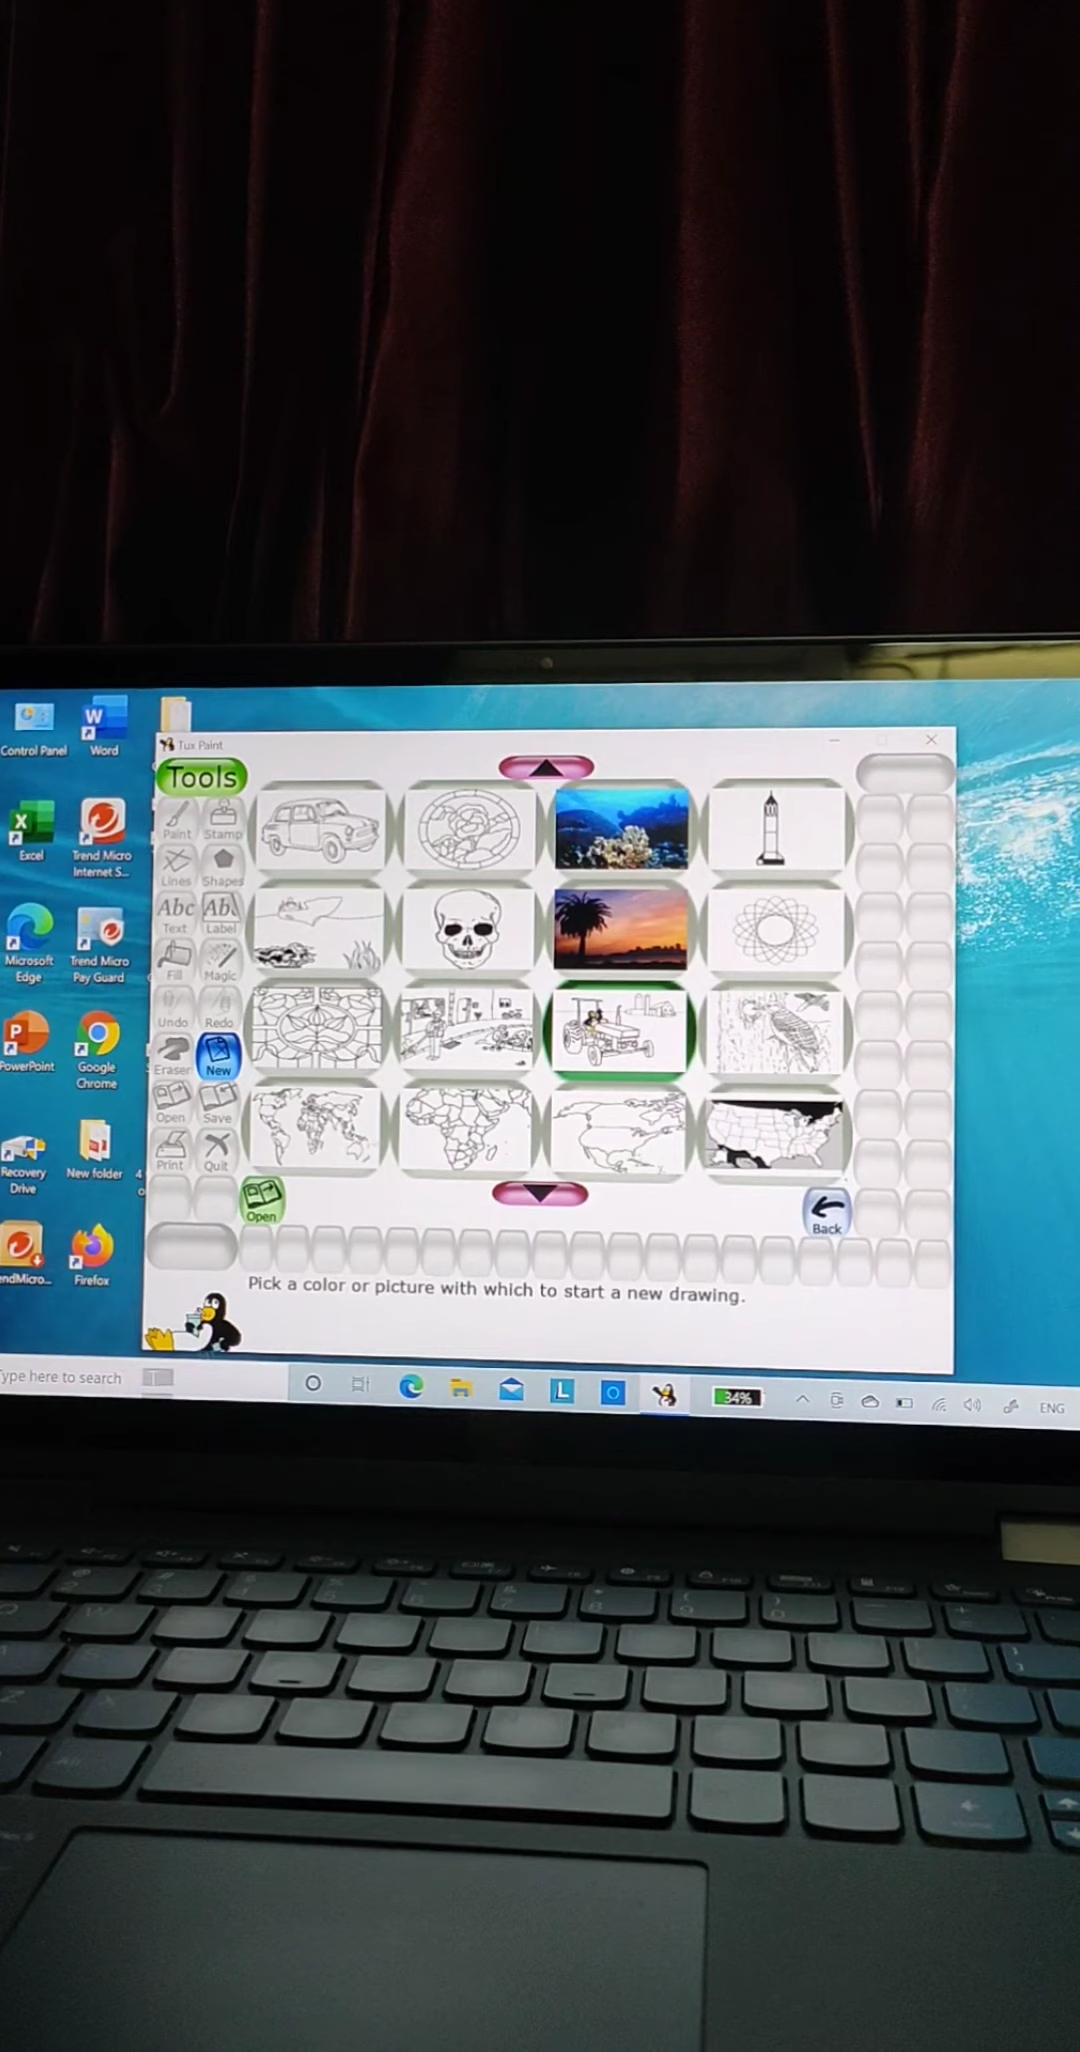 Control Panel
Word
Excel
Trend Micro
Internet S...
Microsoft
Edge
Trend Micro
Pay Guard
PowerPoint
Google
Chrome
Recovery
Drive
New folder
endMicro...
Firefox
Tux Paint
Tools
Paint
Stamp
Lines
Shapes
Abc
Text
Abc
Label
Fill
Magic
Undo
Redo
Eraser
New
Open
Save
Print
Quit
Open
Back
Pick a color or picture with which to start a new drawing.
Type here to search
34%
ENG